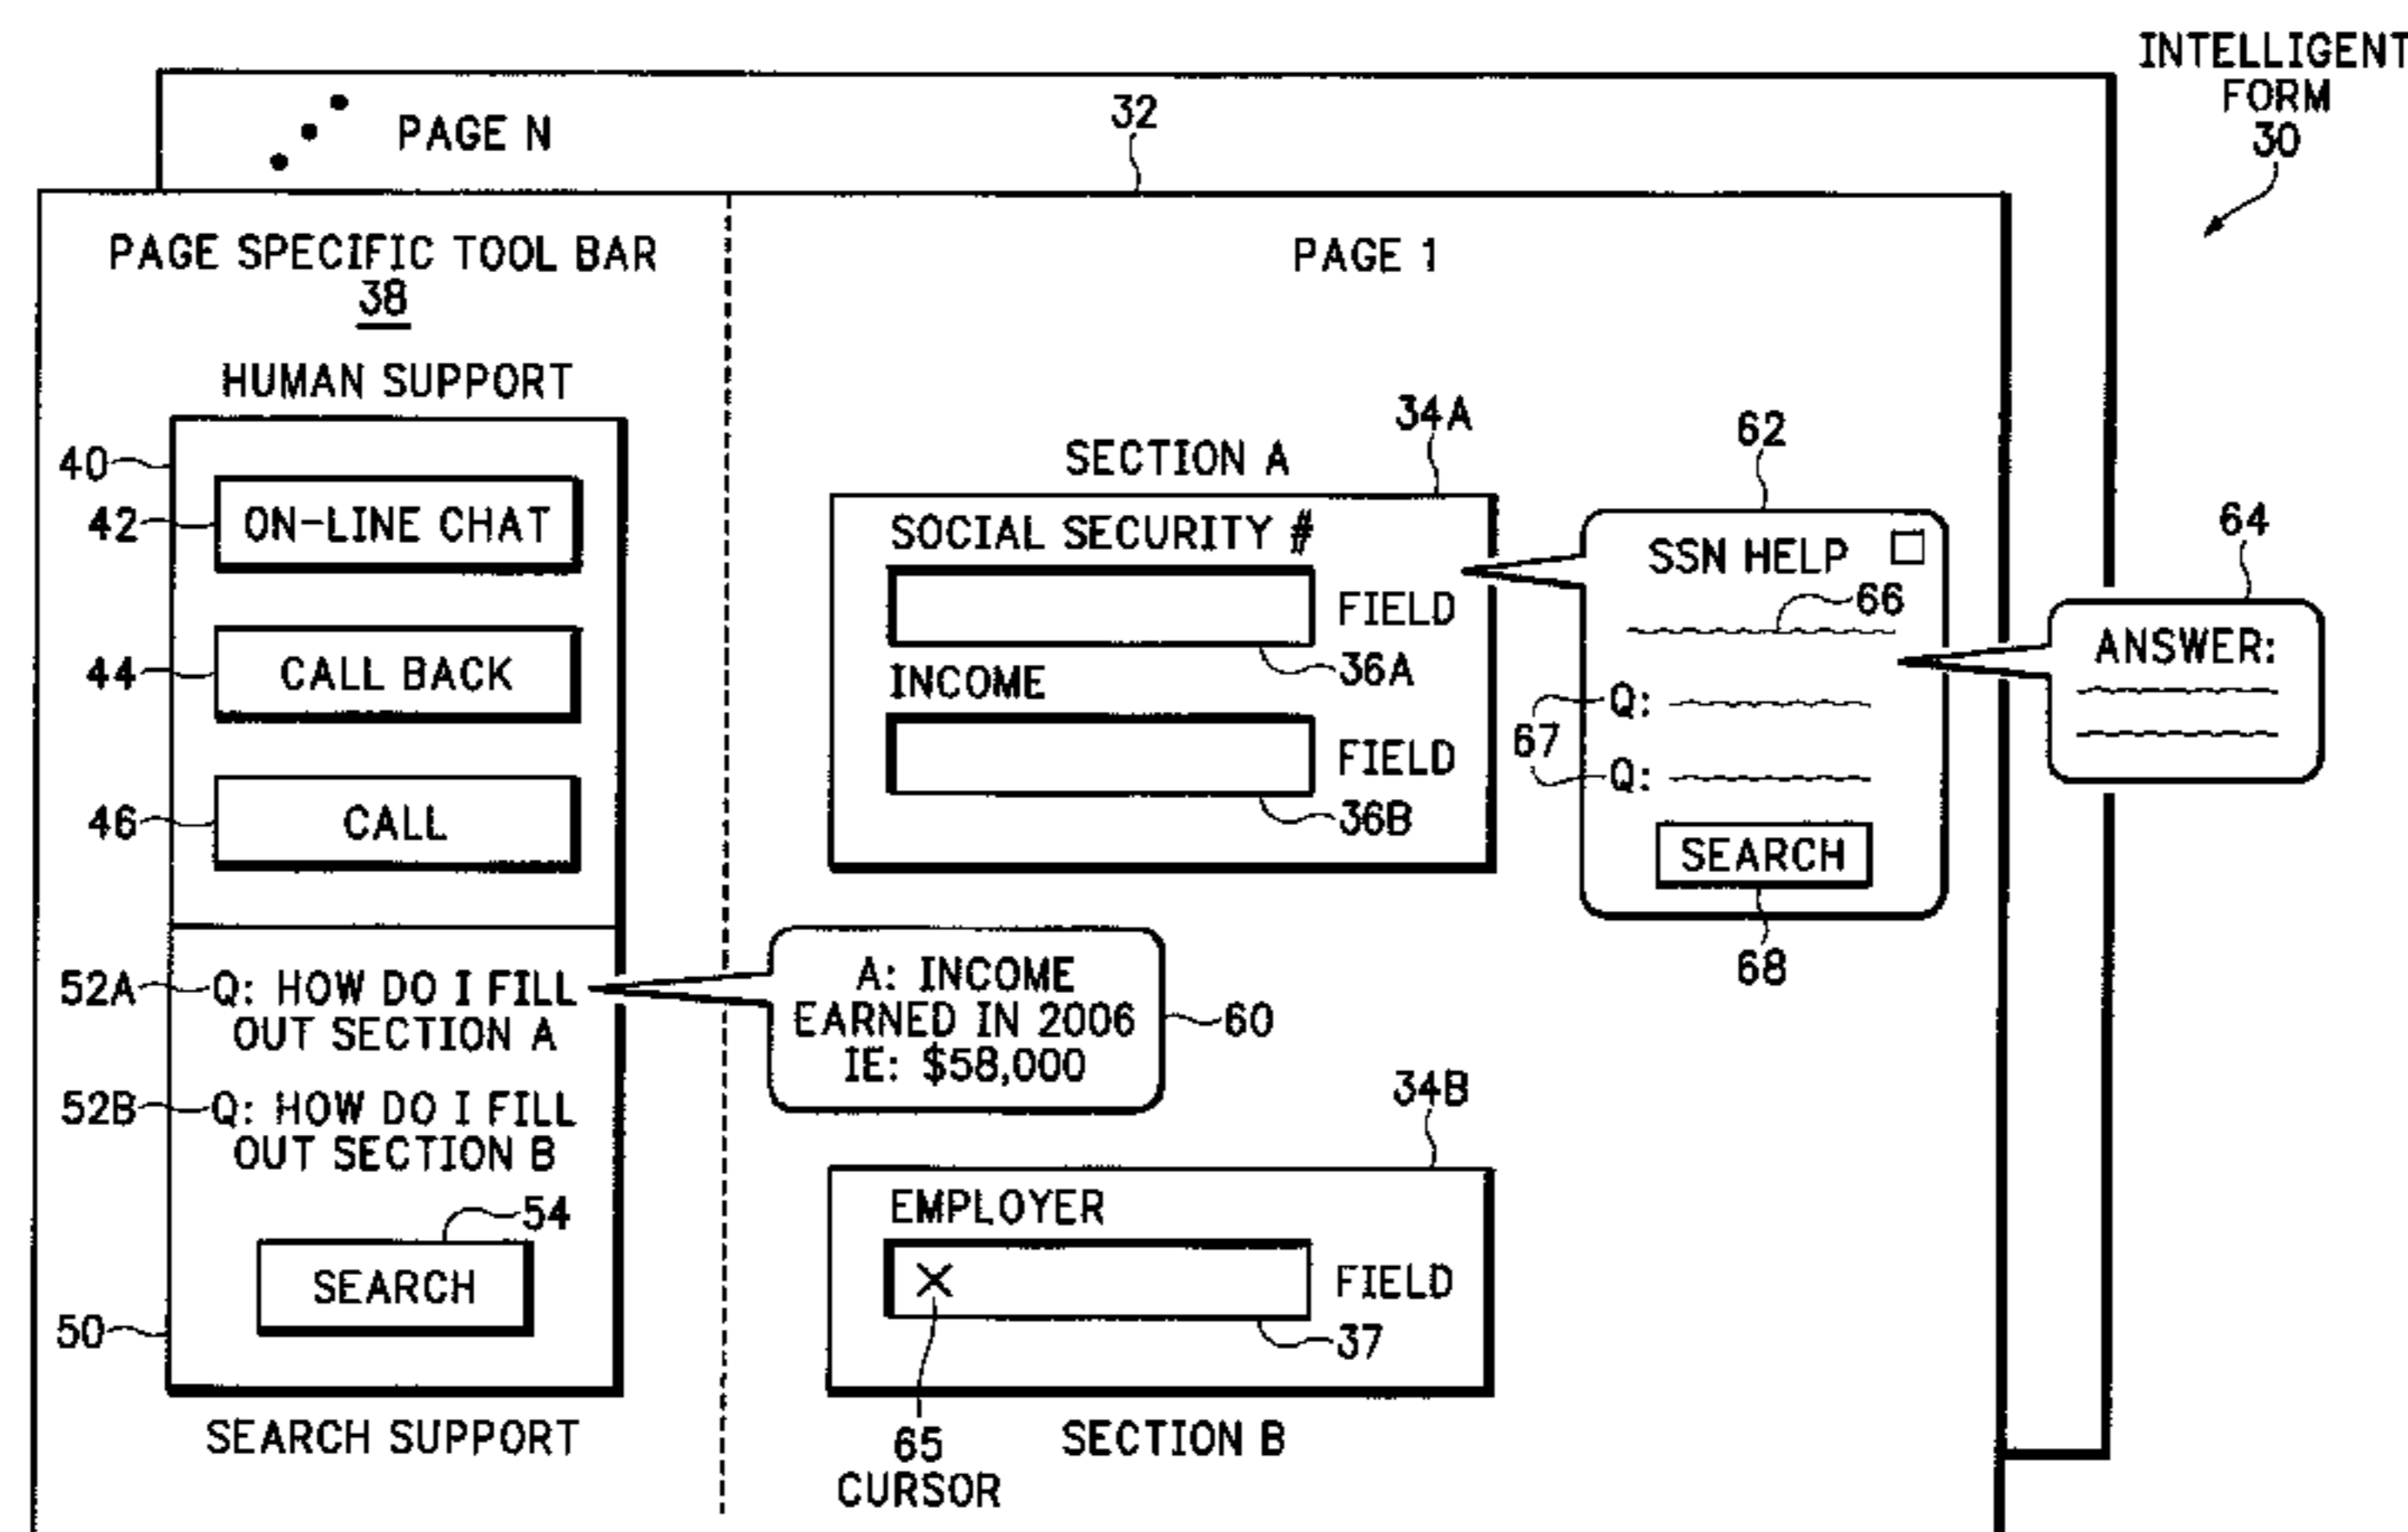 INTELLIGENT
FORM
30
PAGE N
32
PAGE SPECIFIC TOOL BAR
38
PAGE 1
HUMAN SUPPORT
40
42
ON-LINE CHAT
44
CALL BACK
46
CALL
52A
Q: HOW DO I FILL
OUT SECTION A
52B
Q: HOW DO I FILL
OUT SECTION B
54
SEARCH
50
SEARCH SUPPORT
34A
SECTION A
SOCIAL SECURITY #
FIELD
36A
INCOME
FIELD
36B
62
SSN HELP
66
67
Q:
Q:
SEARCH
68
64
ANSWER:
A: INCOME
EARNED IN 2006
IE: $58,000
60
34B
EMPLOYER
FIELD
37
65
CURSOR
SECTION B